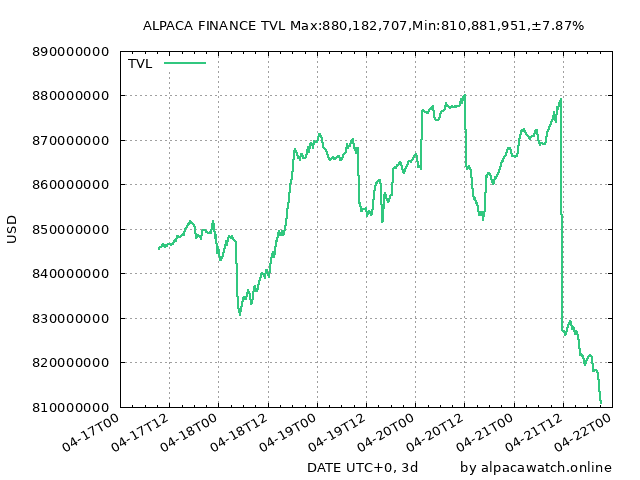 ALPACA FINANCE TVL Max:880,182,707,Min:810,881,951,±7.87%
TVL
890000000
880000000
870000000
860000000
850000000
840000000
830000000
820000000
810000000
USD
04-17T00
04-17T12
04-18T00
04-18T12
04-19T00
04-19T12
04-20T00
04-20T12
04-21T00
04-21T12
04-22T00
DATE UTC+0, 3d
by alpacawatch.online